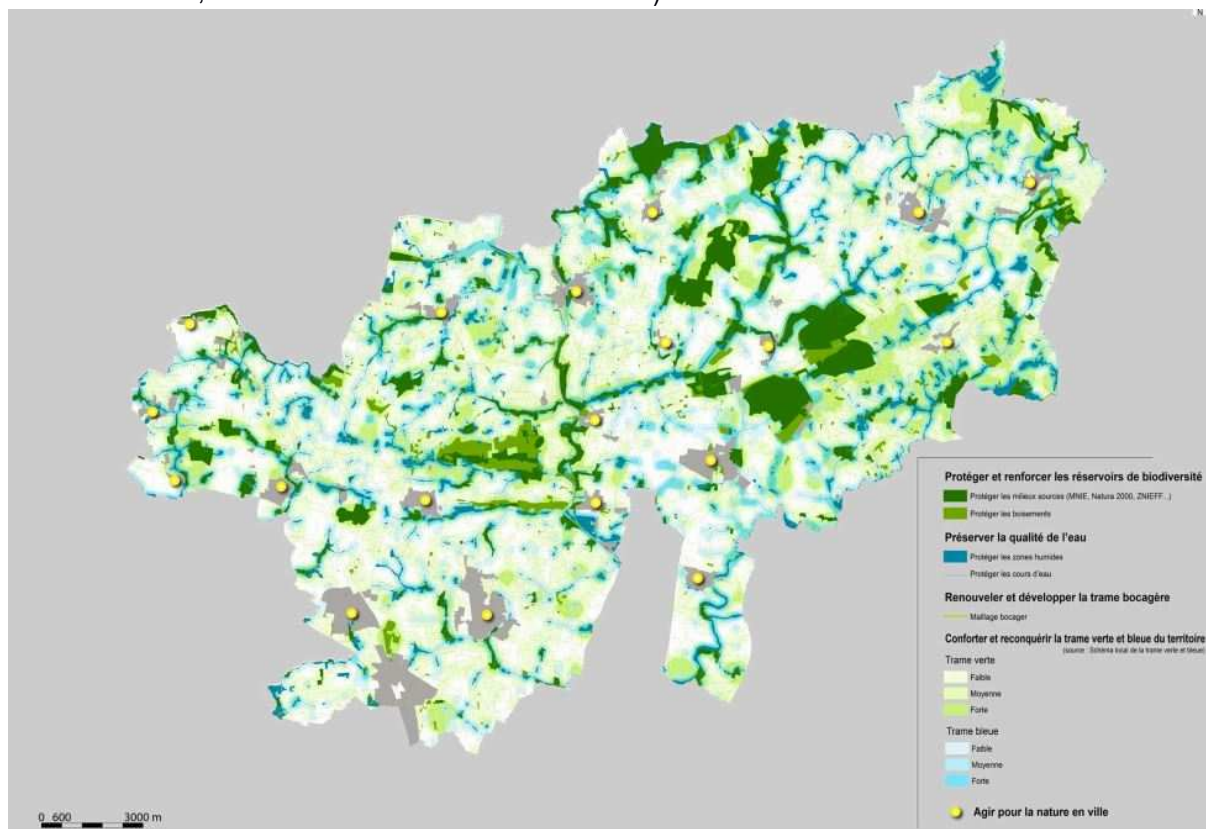 N
Protéger et renforcer les réservoirs de biodiversité
Protéger les milieux sources (MNIE, Natura 2000, ZNIEFF...)
Protéger les boisements
Préserver la qualité de l'eau
Protéger les zones humides
Protéger les cours d'eau
Renouveler et développer la trame bocagère
Maillage bocager
Conforter et reconquérir la trame verte et bleue du territoire
(source : Schéma local de la trame verte et bleue)
Trame verte
Faible
Moyenne
Forte
Trame bleue
Faible
Moyenne
Forte
Agir pour la nature en ville
0 600 3000 m